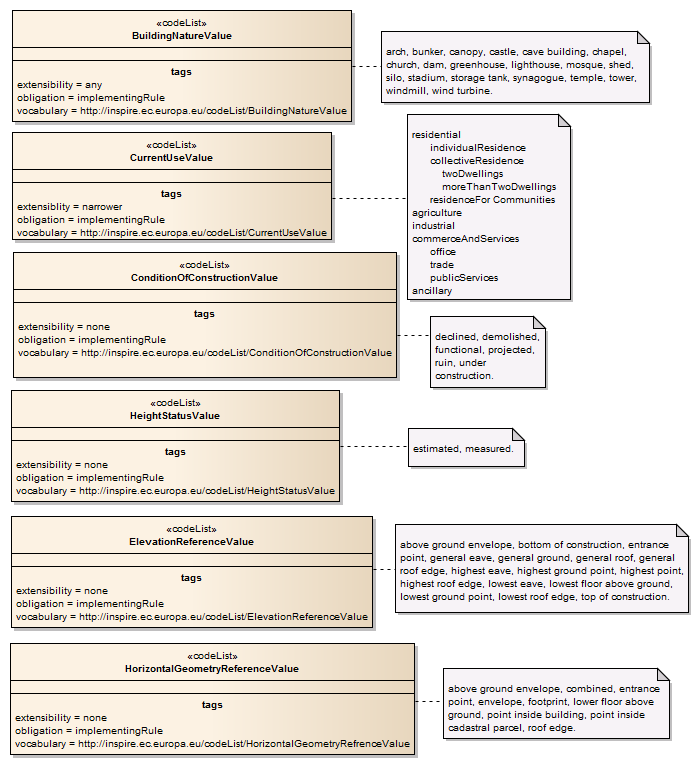 «codeList»
BuildingNatureValue
tags
extensibility = any
obligation = implementingRule
vocabulary = http://inspire.ec.europa.eu/codeList/BuildingNatureValue
arch, bunker, canopy, castle, cave building, chapel,
church, dam, greenhouse, lighthouse, mosque, shed,
silo, stadium, storage tank, synagogue, temple, tower,
windmill, wind turbine.
«codeList»
CurrentUseValue
tags
extensiblity = narrower
obligation = implementingRule
vocabulary = http://inspire.ec.europa.eu/codeList/CurrentUseValue
residential
individualResidence
collectiveResidence
twoDwellings
moreThanTwoDwellings
residenceFor Communities
agriculture
industrial
commerceAndServices
office
trade
publicServices
ancillary
«codeList»
ConditionOfConstructionValue
tags
extensibility = none
obligation = implementingRule
vocabulary = http://inspire.ec.europa.eu/codeList/ConditionOfConstructionValue
declined, demolished,
functional, projected,
ruin, under
construction.
«codeList»
HeightStatusValue
tags
extensibility = none
obligation = implementingRule
vocabulary = http://inspire.ec.europa.eu/codeList/HeightStatusValue
estimated, measured.
«codeList»
ElevationReferenceValue
tags
extensibility = none
obligation = implementingRule
vocabulary = http://inspire.ec.europa.eu/codeList/ElevationReferenceValue
above ground envelope, bottom of construction, entrance
point, general eave, general ground, general roof, general
roof edge, highest eave, highest ground point, highest point,
highest roof edge, lowest eave, lowest floor above ground,
lowest ground point, lowest roof edge, top of construction.
«codeList»
HorizontalGeometryReferenceValue
tags
extensibility = none
obligation = implementingRule
vocabulary = http://inspire.ec.europa.eu/codeList/HorizontalGeometryRefrenceValue
above ground envelope, combined, entrance
point, envelope, footprint, lower floor above
ground, point inside building, point inside
cadastral parcel, roof edge.